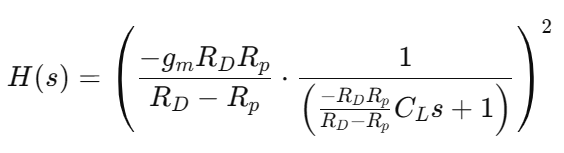 H(s) = \left( \frac{-g_m R_D R_p}{R_D - R_p} \cdot \frac{1}{\left( \frac{-R_D R_p}{R_D - R_p} C_L s + 1 \right)} \right)^2